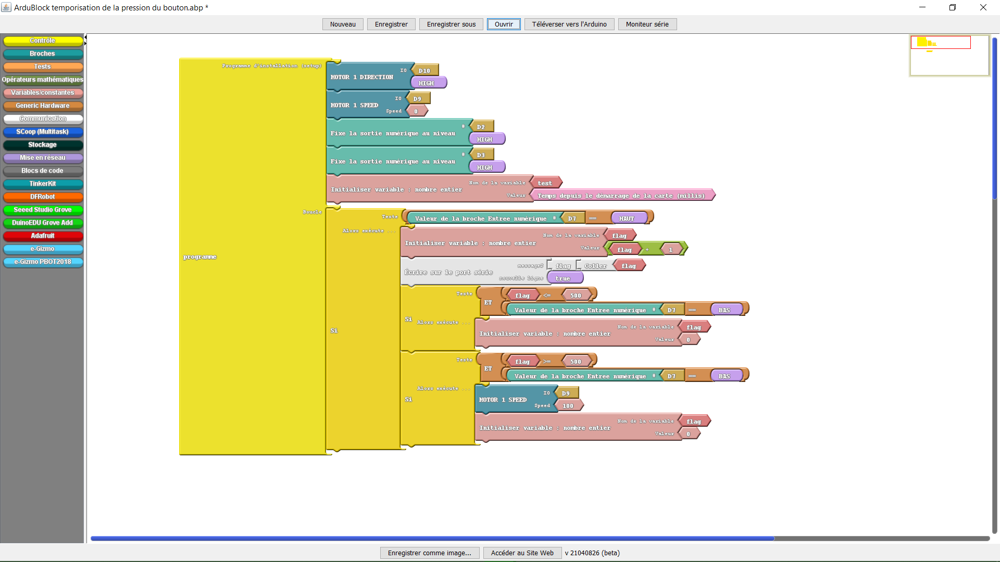 ArduBlock temporisation de la pression du bouton.abp *
Nouveau Enregistrer Enregistrer sous Ouvrir Téléverser vers l'Arduino Moniteur série
Contrôle
Broches
Tests
Opérateurs mathématiques
Variables/constantes
Generic Hardware
Communication
SCoop (Multitask)
Stockage
Mise en réseau
Blocs de code
TinkerKit
DFRobot
Seeed Studio Grove
DuinoEDU Grove Add
Adafruit
e-Gizmo
e-Gizmo PBOT2018
programme
Programme d'installation (setup)
MOTOR 1 DIRECTION IO D10
HIGH
MOTOR 1 SPEED IO D9
Speed 0
Fixe la sortie numérique au niveau # D2
HIGH
Fixe la sortie numérique au niveau # D3
HIGH
Initialiser variable : nombre entier Nom de la variable test
Valeur Temps depuis le démarrage de la carte (millis)
Boucle
Si Teste Valeur de la broche Entree numérique # D7 == HAUT
Alors exécute ...
Initialiser variable : nombre entier Nom de la variable flag
Valeur flag + 1
Écrire sur le port série message2 flag Coller flag
nouvelle ligne true
Si Teste ET flag <= 500
Valeur de la broche Entree numérique # D7 == BAS
Alors exécute ...
Initialiser variable : nombre entier Nom de la variable flag
Valeur 0
Si Teste ET flag >= 500
Valeur de la broche Entree numérique # D7 == BAS
Alors exécute ...
MOTOR 1 SPEED IO D9
Speed 100
Initialiser variable : nombre entier Nom de la variable flag
Valeur 0
Enregistrer comme image... Accéder au Site Web v 21040826 (beta)